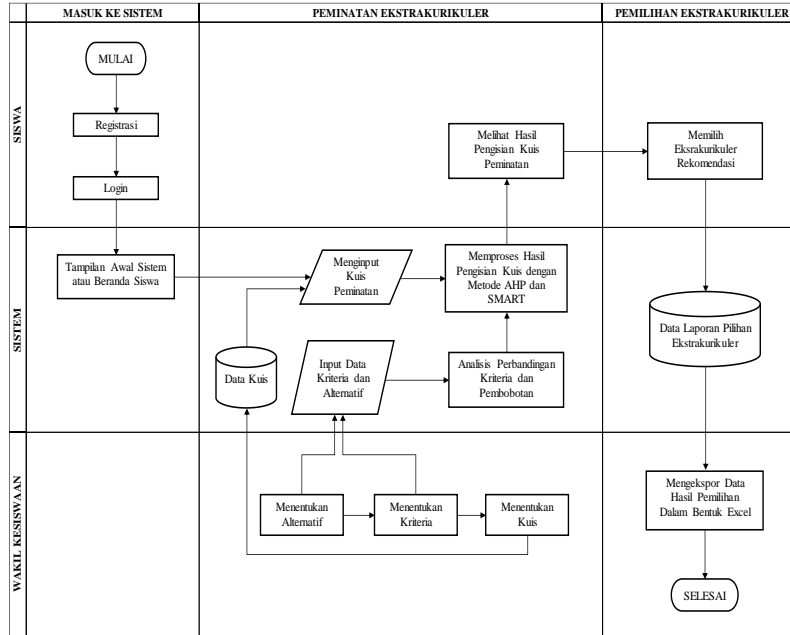 MASUK KE SISTEM
PEMINATAN EKSTRAKURIKULER
PEMILIHAN EKSTRAKURIKULER
SISWA
MULAI
Registrasi
Login
Melihat Hasil
Pengisian Kuis
Peminatan
Memilih
Eksrakurikuler
Rekomendasi
SISTEM
Tampilan Awal Sistem
atau Beranda Siswa
Menginput
Kuis
Peminatan
Memproses Hasil
Pengisian Kuis dengan
Metode AHP dan
SMART
Data Laporan Pilihan
Ekstrakurikuler
Data Kuis
Input Data
Kriteria dan
Alternatif
Analisis Perbandingan
Kriteria dan
Pembobotan
WAKIL KESISWAAN
Menentukan
Alternatif
Menentukan
Kriteria
Menentukan
Kuis
Mengekspor Data
Hasil Pemilihan
Dalam Bentuk Excel
SELESAI